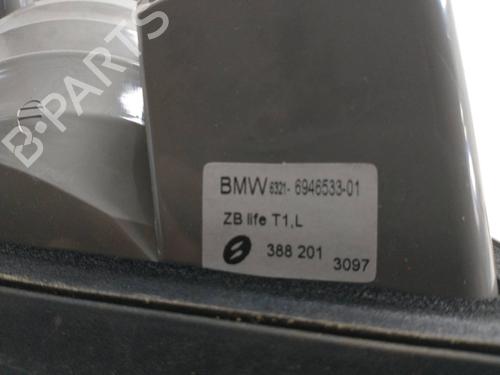 B-PARTS
BMW 6321- 6946533-01
ZB life T1,L
388 201
3097